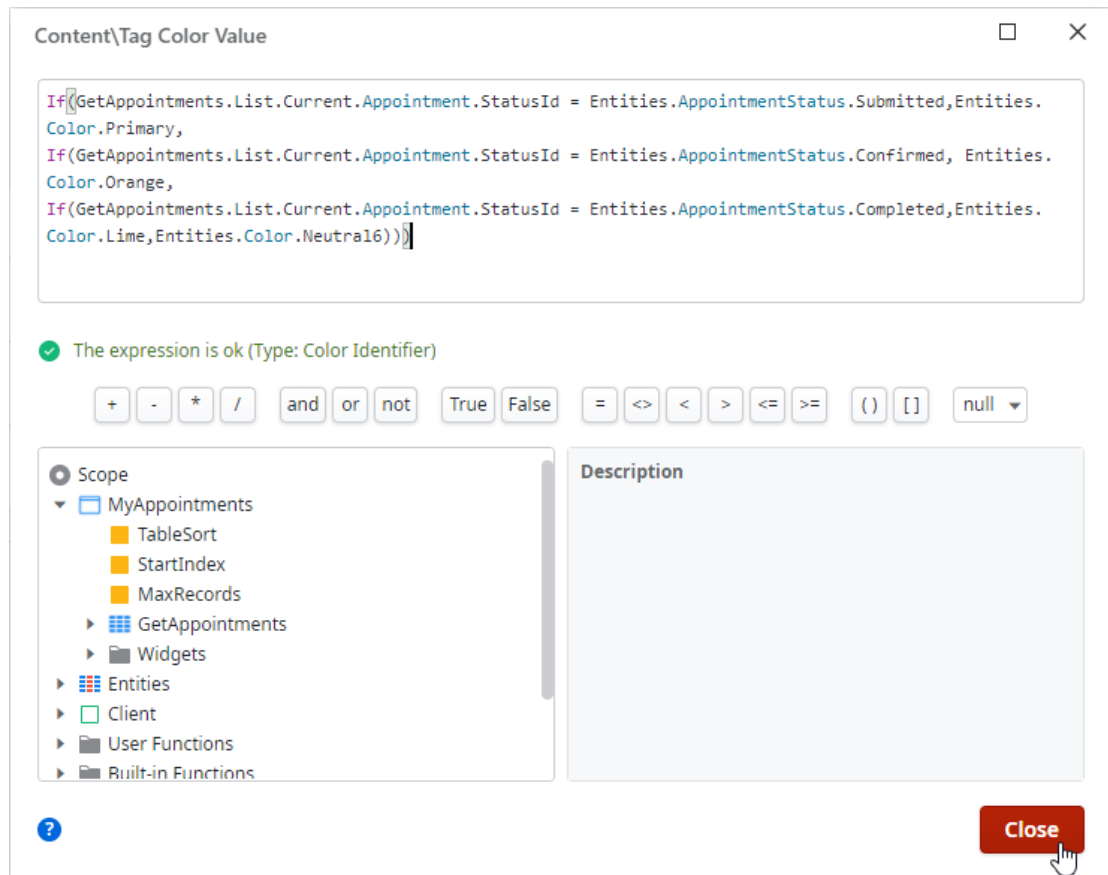 Content\Tag Color Value
If(GetAppointments.List.Current.Appointment.StatusId = Entities.AppointmentStatus.Submitted,Entities.
Color.Primary,
If(GetAppointments.List.Current.Appointment.StatusId = Entities.AppointmentStatus.Confirmed, Entities.
Color.Orange,
If(GetAppointments.List.Current.Appointment.StatusId = Entities.AppointmentStatus.Completed,Entities.
Color.Lime,Entities.Color.Neutral6)))
The expression is ok (Type: Color Identifier)
+ - * / and or not True False = <> < > <= >= ( ) [ ] null
Scope
MyAppointments
TableSort
StartIndex
MaxRecords
GetAppointments
Widgets
Entities
Client
User Functions
Built-in Functions
Description
?
Close